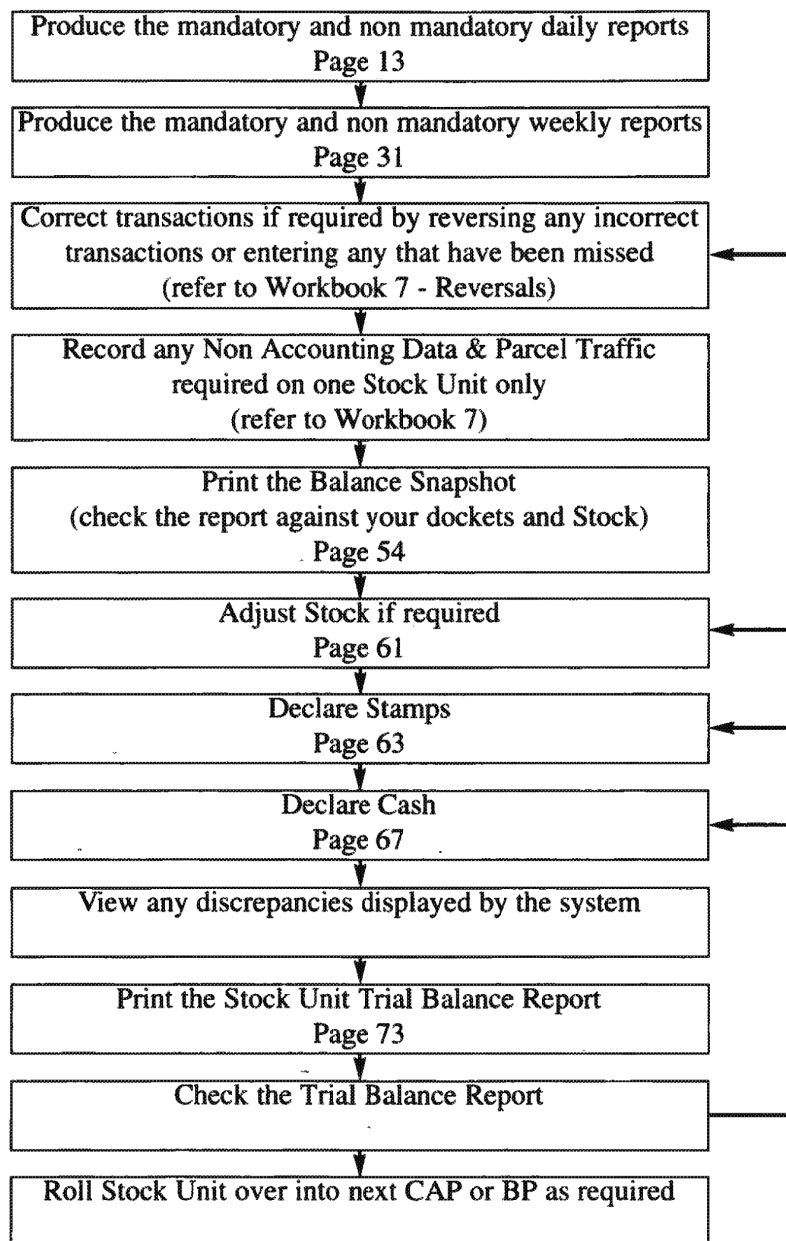 Produce the mandatory and non mandatory daily reports
Page 13
Produce the mandatory and non mandatory weekly reports
Page 31
Correct transactions if required by reversing any incorrect
transactions or entering any that have been missed
(refer to Workbook 7 - Reversals)
Record any Non Accounting Data & Parcel Traffic
required on one Stock Unit only
(refer to Workbook 7)
Print the Balance Snapshot
(check the report against your dockets and Stock)
Page 54
Adjust Stock if required
Page 61
Declare Stamps
Page 63
Declare Cash
Page 67
View any discrepancies displayed by the system
Print the Stock Unit Trial Balance Report
Page 73
Check the Trial Balance Report
Roll Stock Unit over into next CAP or BP as required